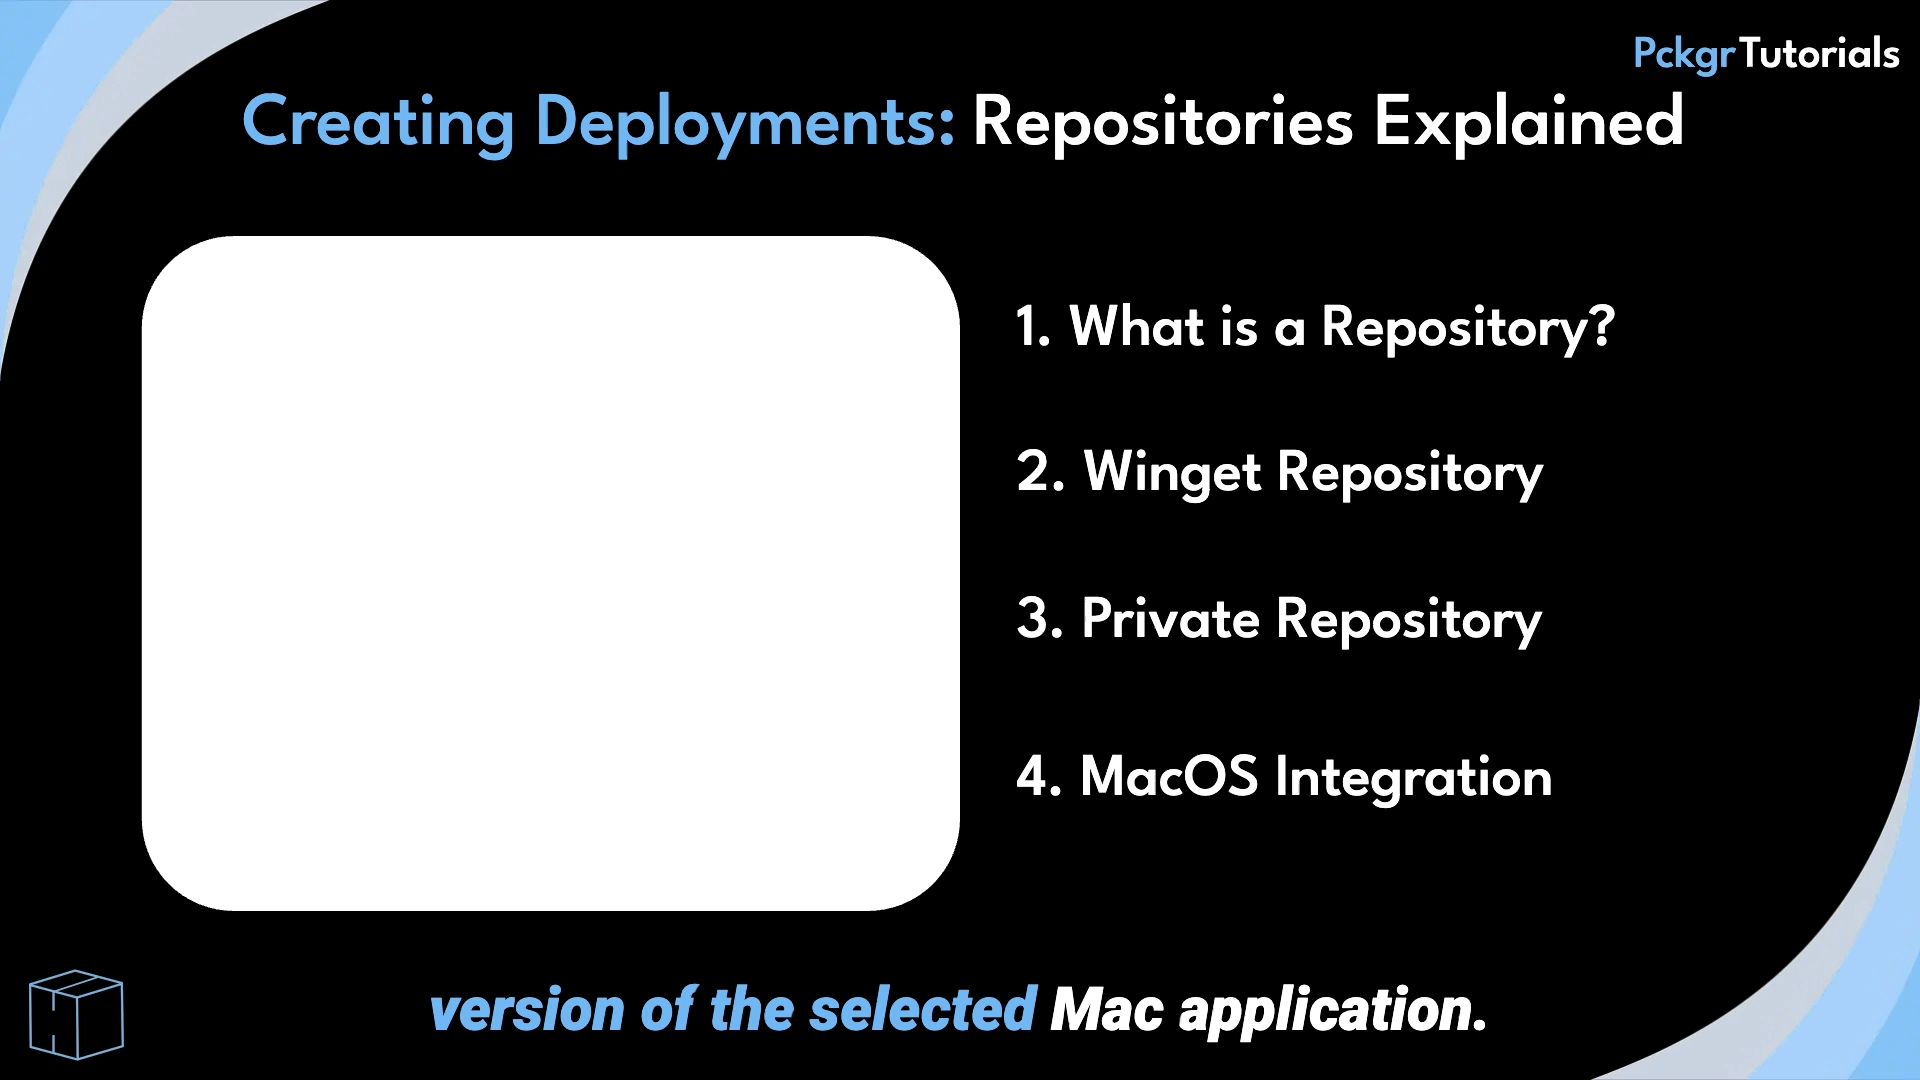 PckgrTutorials
Creating Deployments: Repositories Explained
1. What is a Repository?
2. Winget Repository
3. Private Repository
4. MacOS Integration
version of the selected Mac application.